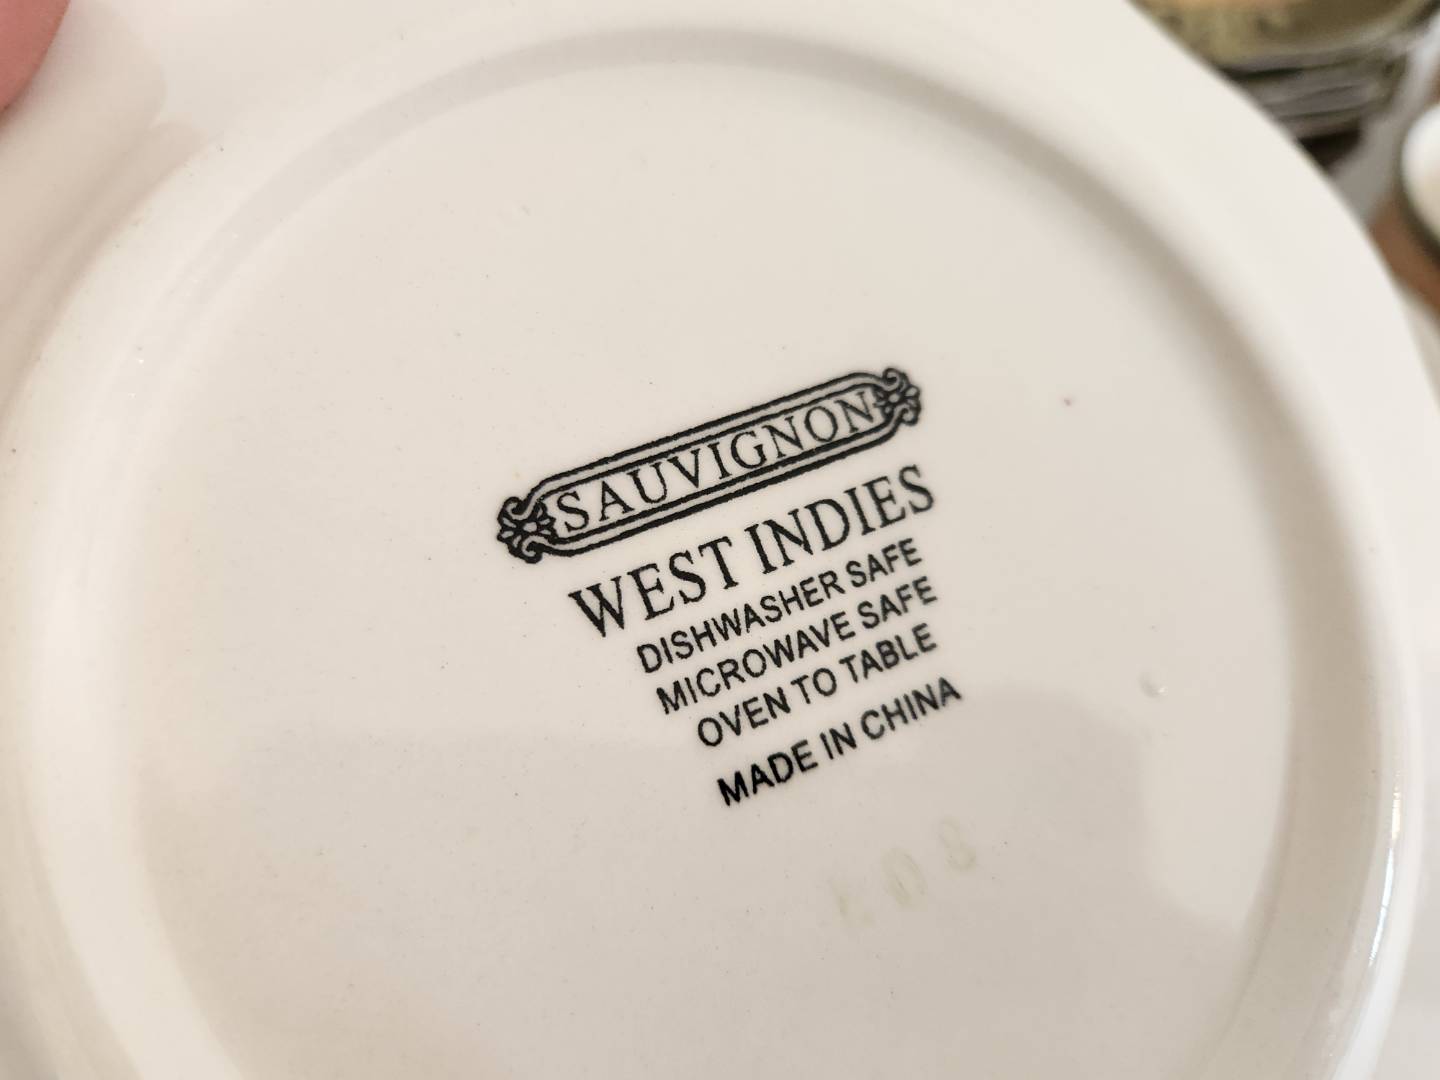 SAUVIGNON
WEST INDIES
DISHWASHER SAFE
MICROWAVE SAFE
OVEN TO TABLE
MADE IN CHINA